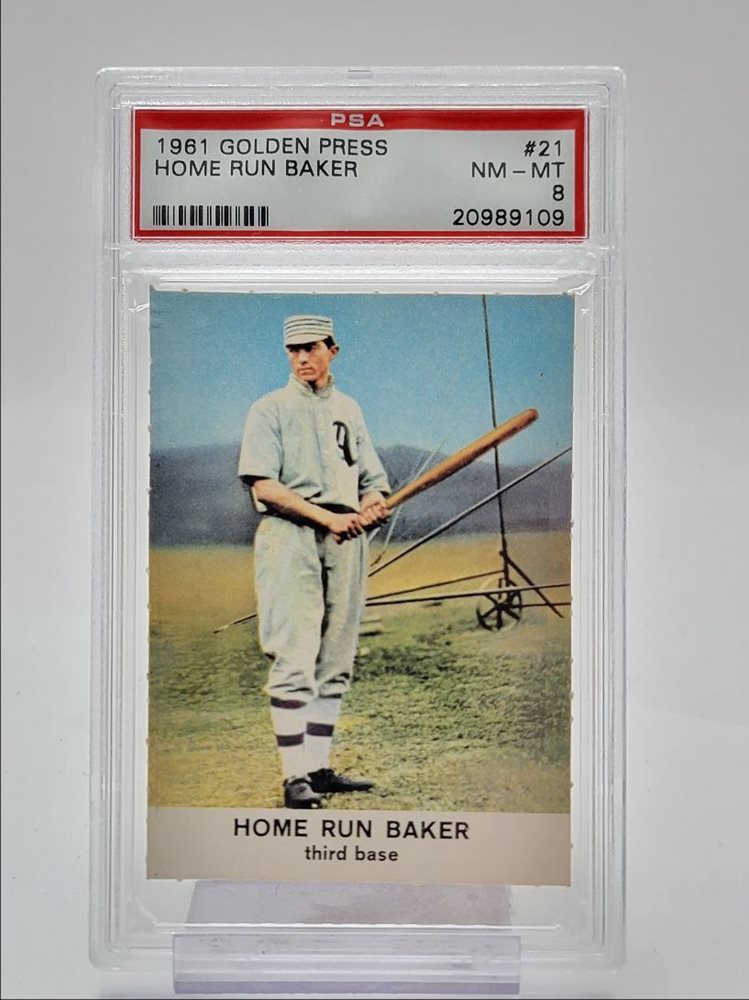 PSA
1961 GOLDEN PRESS #21
HOME RUN BAKER NM - MT
8
20989109
A
HOME RUN BAKER
third base